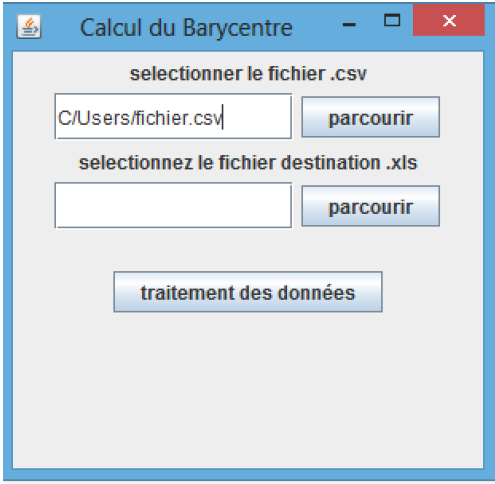 Calcul du Barycentre
selectionner le fichier .csv
C/Users/fichier.csv
parcourir
selectionnez le fichier destination .xls
parcourir
traitement des données